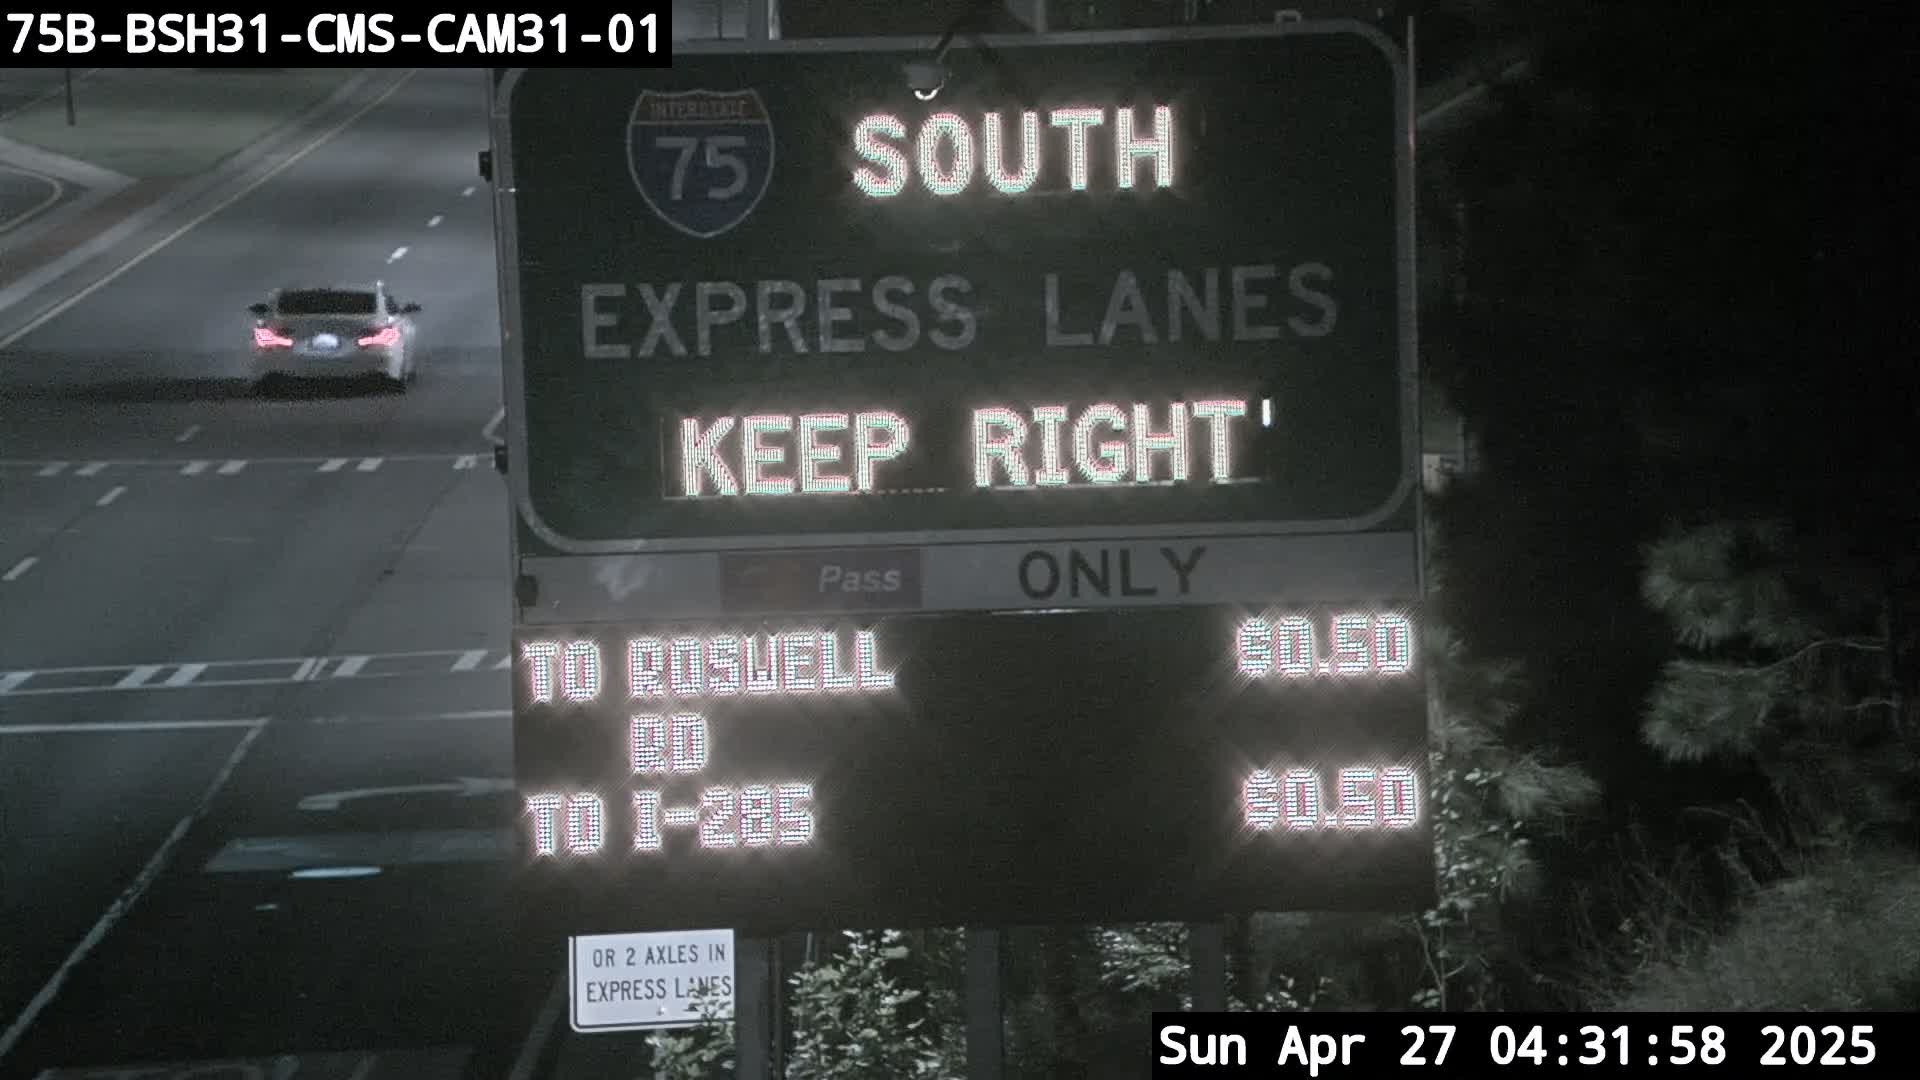 75B-BSH31-CMS-CAM31-01
INTERSTATE
75
SOUTH
EXPRESS LANES
KEEP RIGHT'
Pass ONLY
TO ROSWELL $0.50
RD
TO I-285 $0.50
OR 2 AXLES IN
EXPRESS LANES
Sun Apr 27 04:31:58 2025